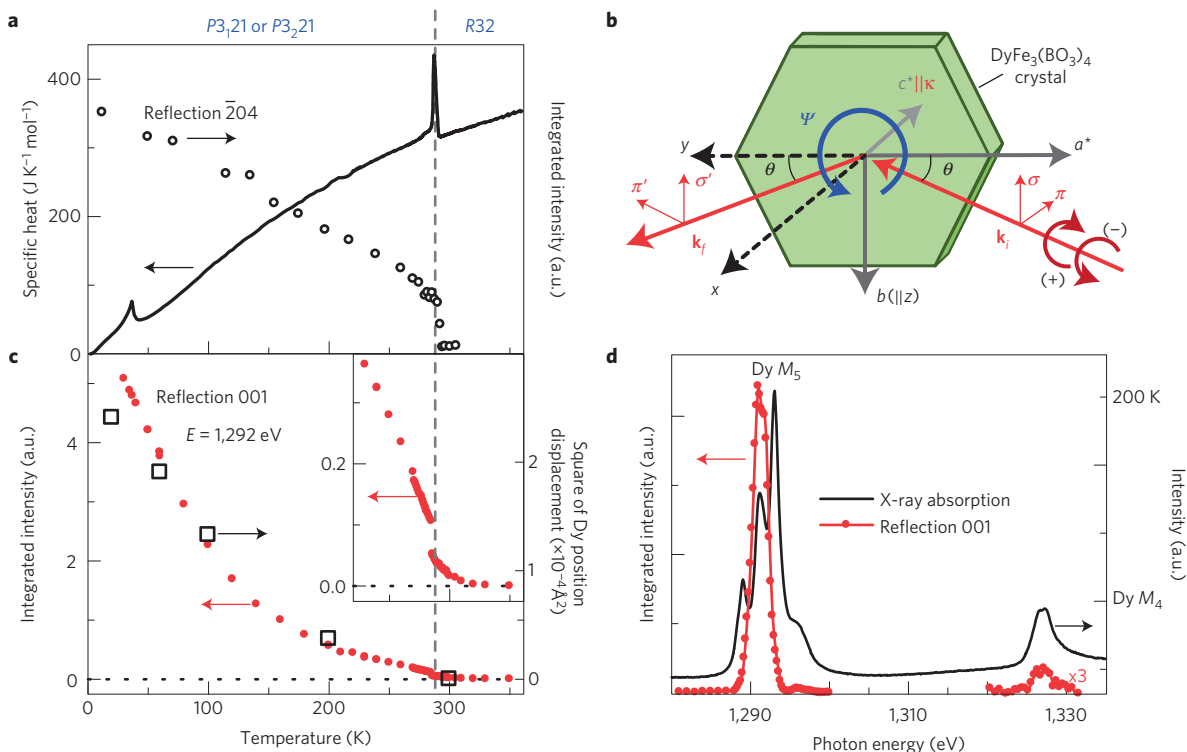 a
P3₁21 or P3₂21
R32
400
300
200
100
0
Specific heat (J K⁻¹ mol⁻¹)
Reflection 2̅04
Integrated intensity (a.u.)
b
DyFe₃(BO₃)₄
crystal
c*||κ
Ψ
y
a*
θ
θ
π′
σ′
σ
π
k_f
k_i
(−)
(+)
x
b(||z)
c
Reflection 001
E = 1,292 eV
4
2
0
Integrated intensity (a.u.)
0.2
0.0
2
1
0
Square of Dy position
displacement (×10⁻⁴Å²)
0
100
200
300
Temperature (K)
d
Dy M₅
200 K
X-ray absorption
Reflection 001
Dy M₄
x3
Integrated intensity (a.u.)
Intensity (a.u.)
1,290
1,310
1,330
Photon energy (eV)